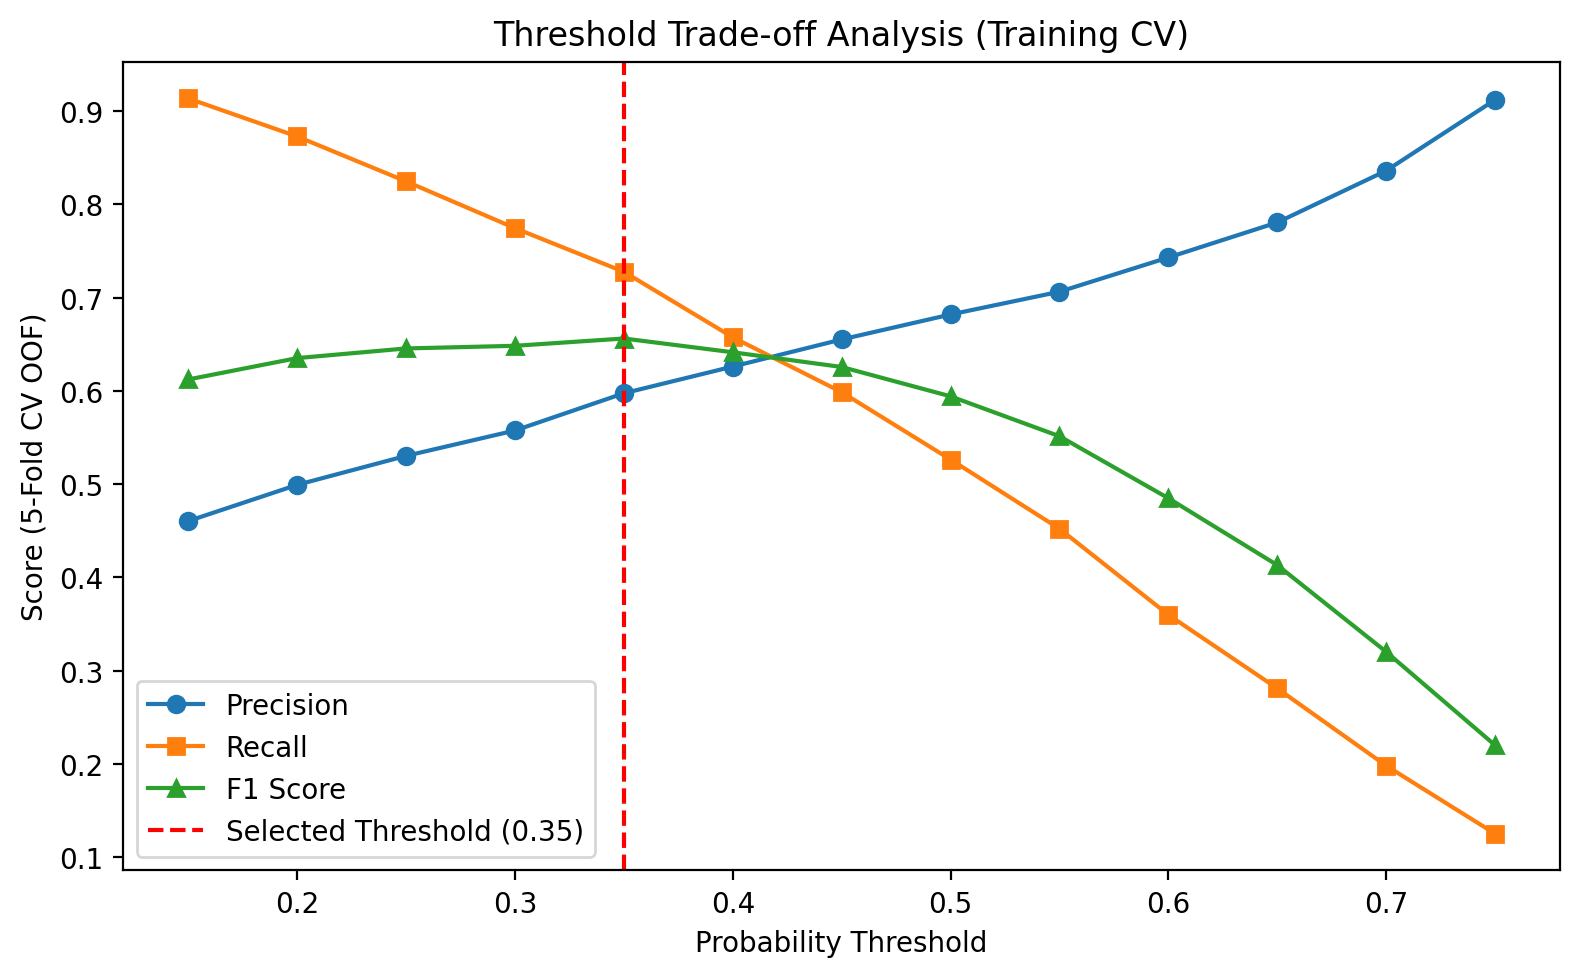 Threshold Trade-off Analysis (Training CV)
Score (5-Fold CV OOF)
0.9
0.8
0.7
0.6
0.5
0.4
0.3
0.2
0.1
Precision
Recall
F1 Score
Selected Threshold (0.35)
0.2 0.3 0.4 0.5 0.6 0.7
Probability Threshold